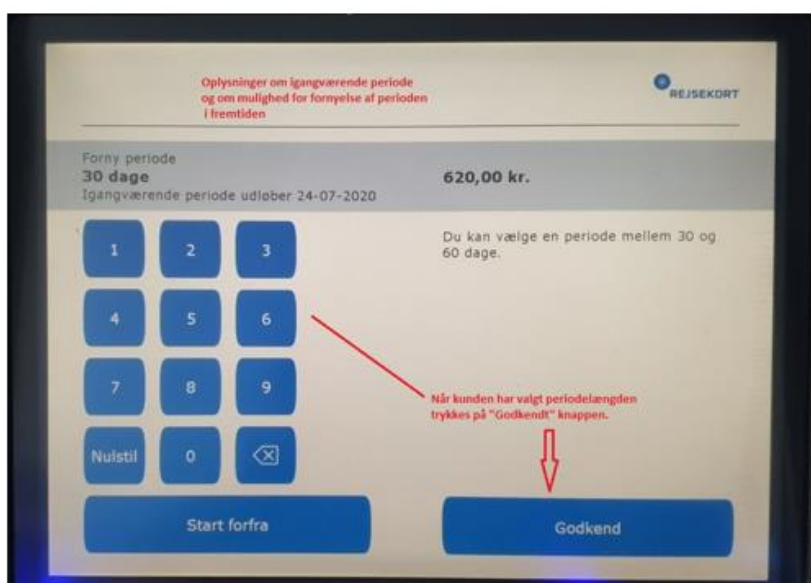 Oplysninger om igangværende periode
og om mulighed for fornyelse af perioden
i fremtiden
REJSEKORT
Forny periode
30 dage
620,00 kr.
Igangværende periode udløber 24-07-2020
Du kan vælge en periode mellem 30 og
60 dage.
1 2 3
4 5 6
7 8 9
Nulstil 0
Når kunden har valgt periodelængden
trykkes på "Godkendt" knappen.
Start forfra
Godkend